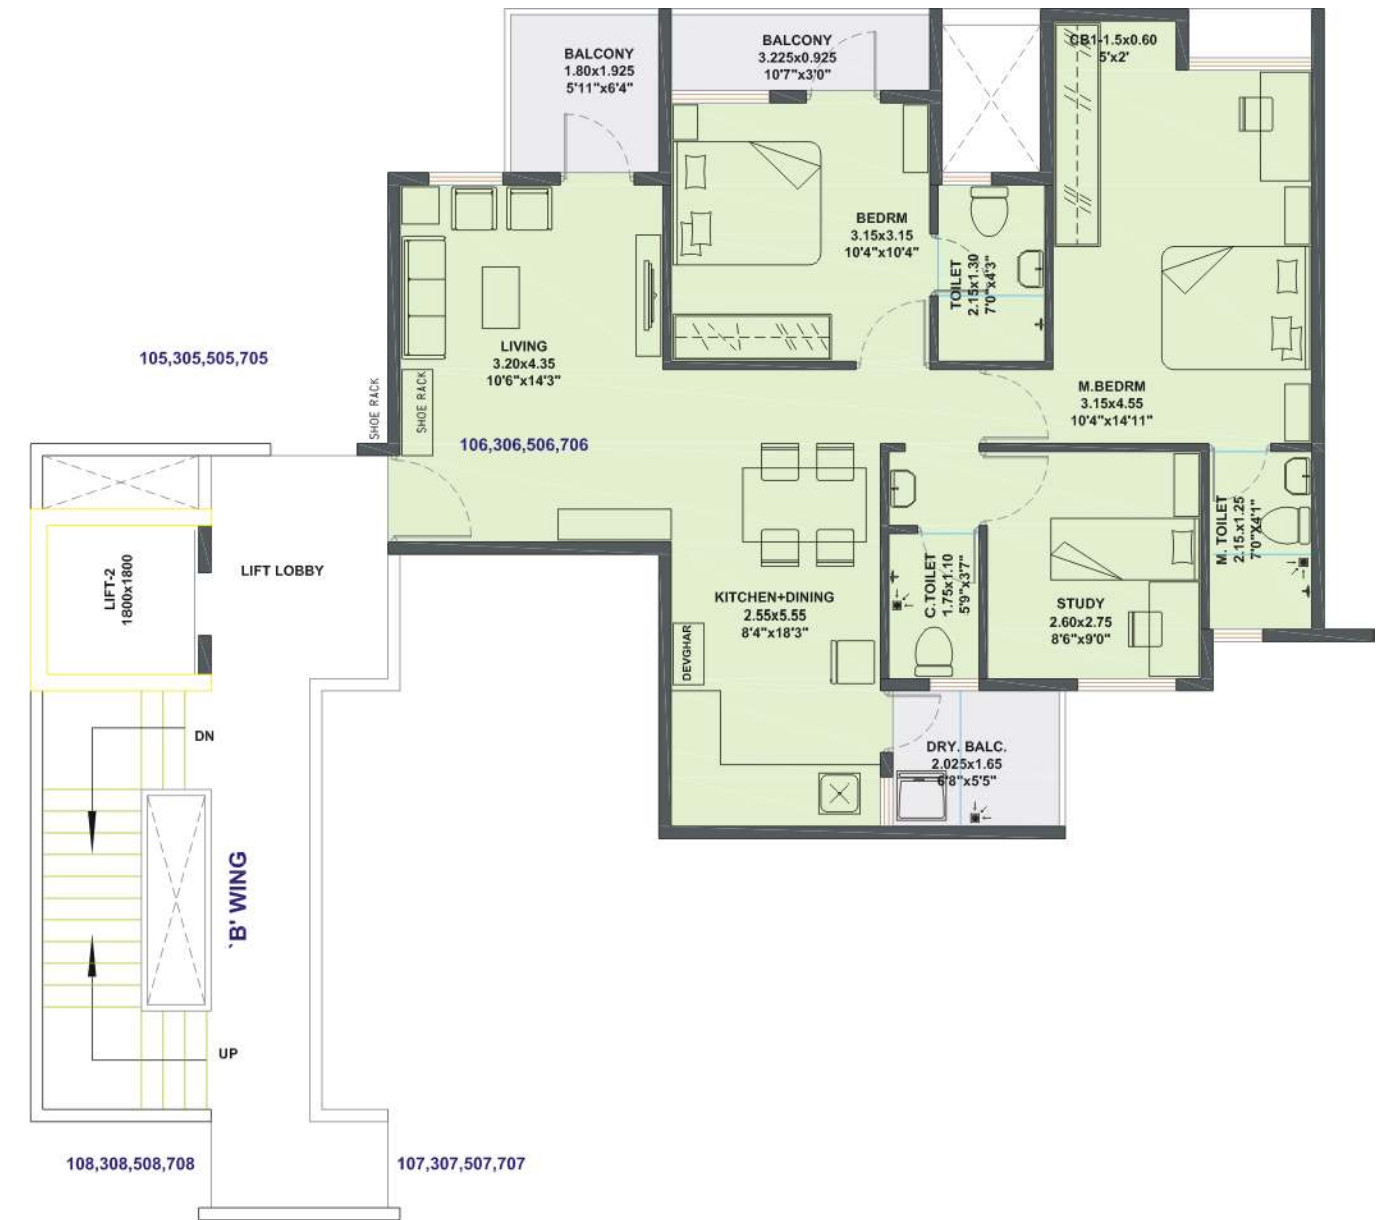 BALCONY
1.80x1.925
5'11"x6'4"
BALCONY
3.225x0.925
10'7"x3'0"
CB1-1.5x0.60
5'x2'
BEDRM
3.15x3.15
10'4"x10'4"
TOILET
2.15x1.30
7'0"x4'3"
LIVING
3.20x4.35
10'6"x14'3"
105,305,505,705
SHOE RACK
SHOE RACK
M.BEDRM
3.15x4.55
10'4"x14'11"
106,306,506,706
M. TOILET
2.15.x1.25
7'0"X4'1"
LIFT-2
1800x1800
LIFT LOBBY
C.TOILET
1.75x1.10
5'9"x3'7"
KITCHEN+DINING
2.55x5.55
8'4"x18'3"
STUDY
2.60x2.75
8'6"x9'0"
DEVGHAR
DN
DRY. BALC.
2.025x1.65
6'8"x5'5"
`B' WING
UP
108,308,508,708
107,307,507,707